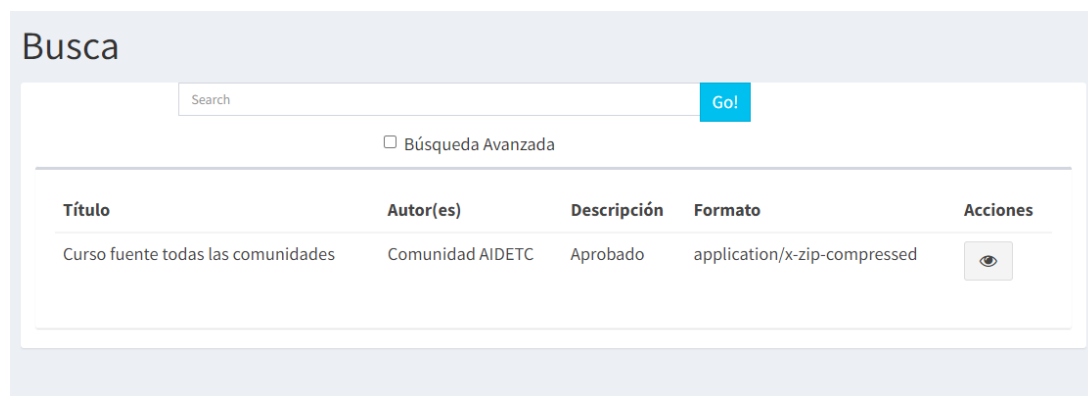 Busca
Search Go!
Búsqueda Avanzada
Título Autor(es) Descripción Formato Acciones
Curso fuente todas las comunidades Comunidad AIDETC Aprobado application/x-zip-compressed